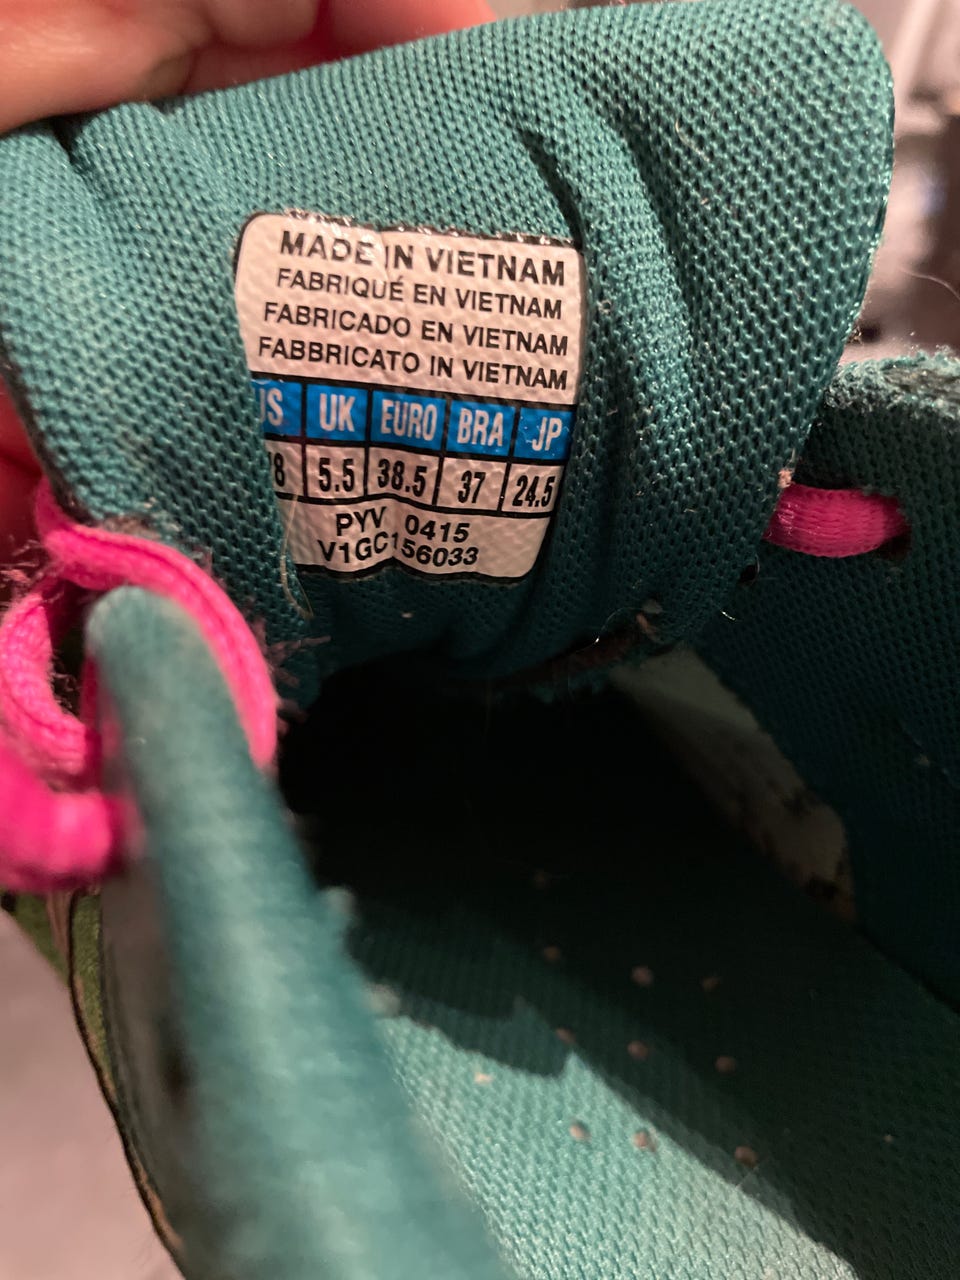 MADE IN VIETNAM
FABRIQUÉ EN VIETNAM
FABRICADO EN VIETNAM
FABBRICATO IN VIETNAM
US UK EURO BRA JP
8 5.5 38.5 37 24.5
PYV 0415
V1GC156033